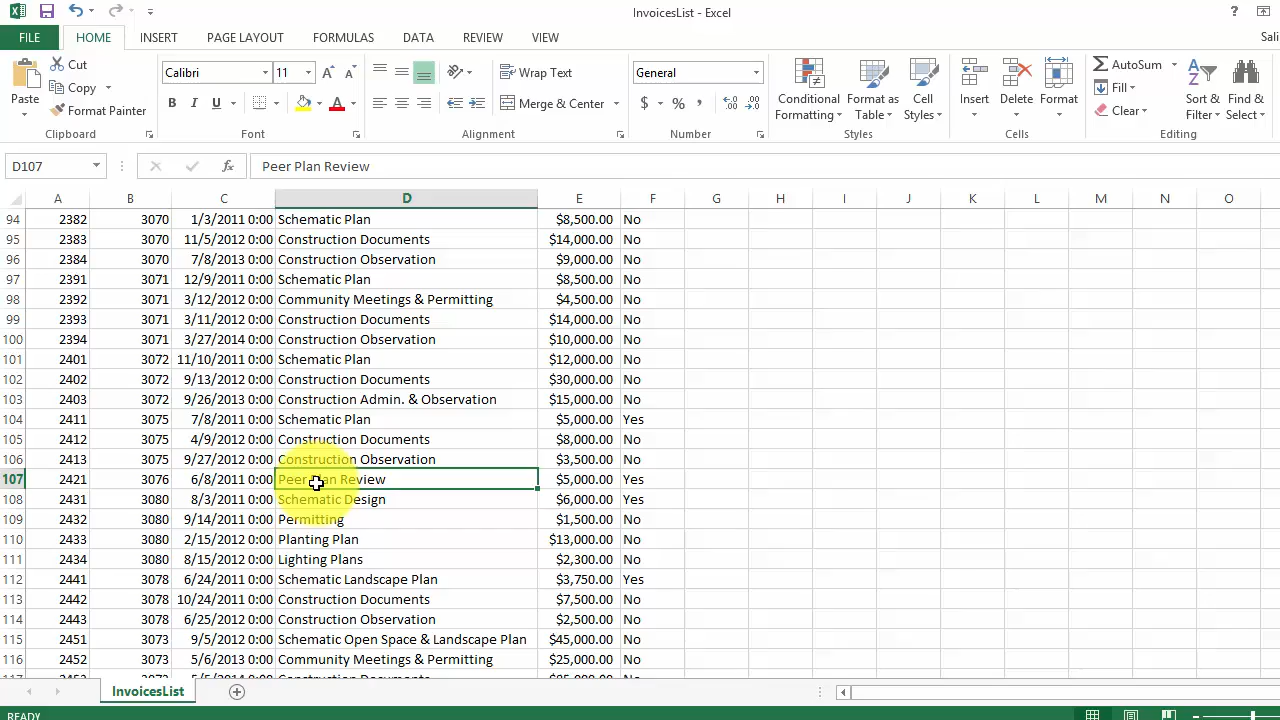 InvoicesList - Excel
?
FILE HOME INSERT PAGE LAYOUT FORMULAS DATA REVIEW VIEW Sali
Paste Cut Calibri 11 Wrap Text General Conditional Formatting Format as Table Cell Styles Insert Delete Format AutoSum Sort & Filter Find & Select
Copy Fill
Format Painter B I U Merge & Center $ % , Clear
Clipboard Font Alignment Number Styles Cells Editing
D107 fx Peer Plan Review
A B C D E F G H I J K L M N O
94 2382 3070 1/3/2011 0:00 Schematic Plan $8,500.00 No
95 2383 3070 11/5/2012 0:00 Construction Documents $14,000.00 No
96 2384 3070 7/8/2013 0:00 Construction Observation $9,000.00 No
97 2391 3071 12/9/2011 0:00 Schematic Plan $8,500.00 No
98 2392 3071 3/12/2012 0:00 Community Meetings & Permitting $4,500.00 No
99 2393 3071 3/11/2012 0:00 Construction Documents $14,000.00 No
100 2394 3071 3/27/2014 0:00 Construction Observation $10,000.00 No
101 2401 3072 11/10/2011 0:00 Schematic Plan $12,000.00 No
102 2402 3072 9/13/2012 0:00 Construction Documents $30,000.00 No
103 2403 3072 9/26/2013 0:00 Construction Admin. & Observation $15,000.00 No
104 2411 3075 7/8/2011 0:00 Schematic Plan $5,000.00 Yes
105 2412 3075 4/9/2012 0:00 Construction Documents $8,000.00 No
106 2413 3075 9/27/2012 0:00 Construction Observation $3,500.00 No
107 2421 3076 6/8/2011 0:00 Peer Plan Review $5,000.00 Yes
108 2431 3080 8/3/2011 0:00 Schematic Design $6,000.00 Yes
109 2432 3080 9/14/2011 0:00 Permitting $1,500.00 No
110 2433 3080 2/15/2012 0:00 Planting Plan $13,000.00 No
111 2434 3080 8/15/2012 0:00 Lighting Plans $2,300.00 No
112 2441 3078 6/24/2011 0:00 Schematic Landscape Plan $3,750.00 Yes
113 2442 3078 10/24/2011 0:00 Construction Documents $7,500.00 No
114 2443 3078 6/25/2012 0:00 Construction Observation $2,500.00 No
115 2451 3073 9/5/2012 0:00 Schematic Open Space & Landscape Plan $45,000.00 No
116 2452 3073 5/6/2013 0:00 Community Meetings & Permitting $25,000.00 No
InvoicesList
READY